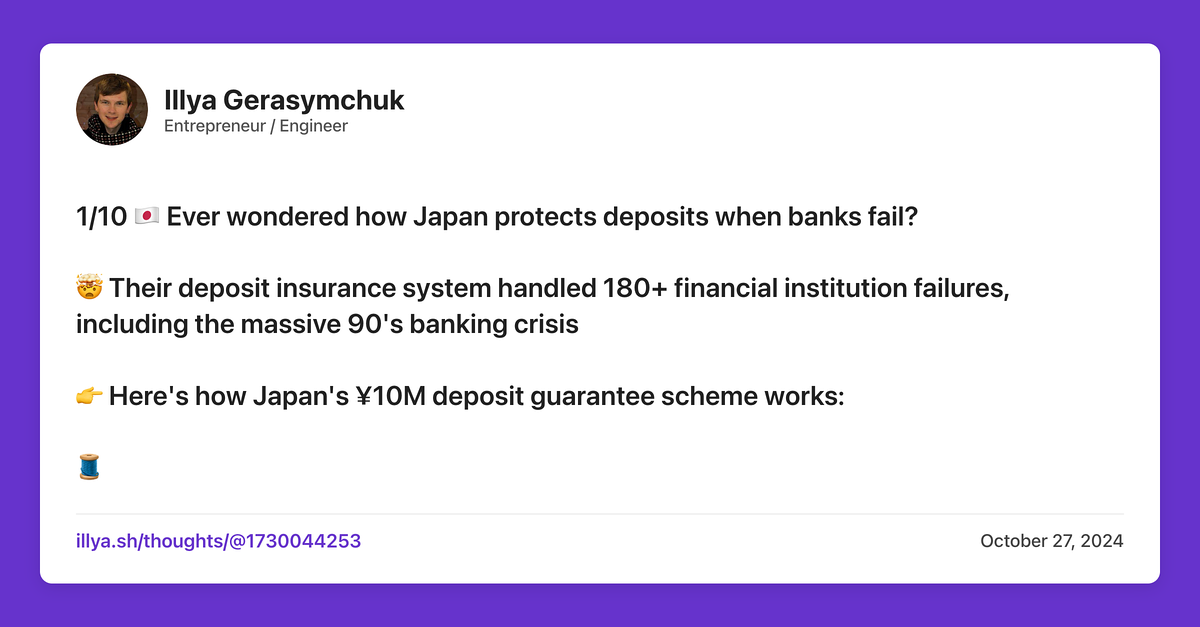 Illya Gerasymchuk
Entrepreneur / Engineer
1/10 🇯🇵 Ever wondered how Japan protects deposits when banks fail?
🤯 Their deposit insurance system handled 180+ financial institution failures,
including the massive 90's banking crisis
👉 Here's how Japan's ¥10M deposit guarantee scheme works:
🧵
illya.sh/thoughts/@1730044253
October 27, 2024